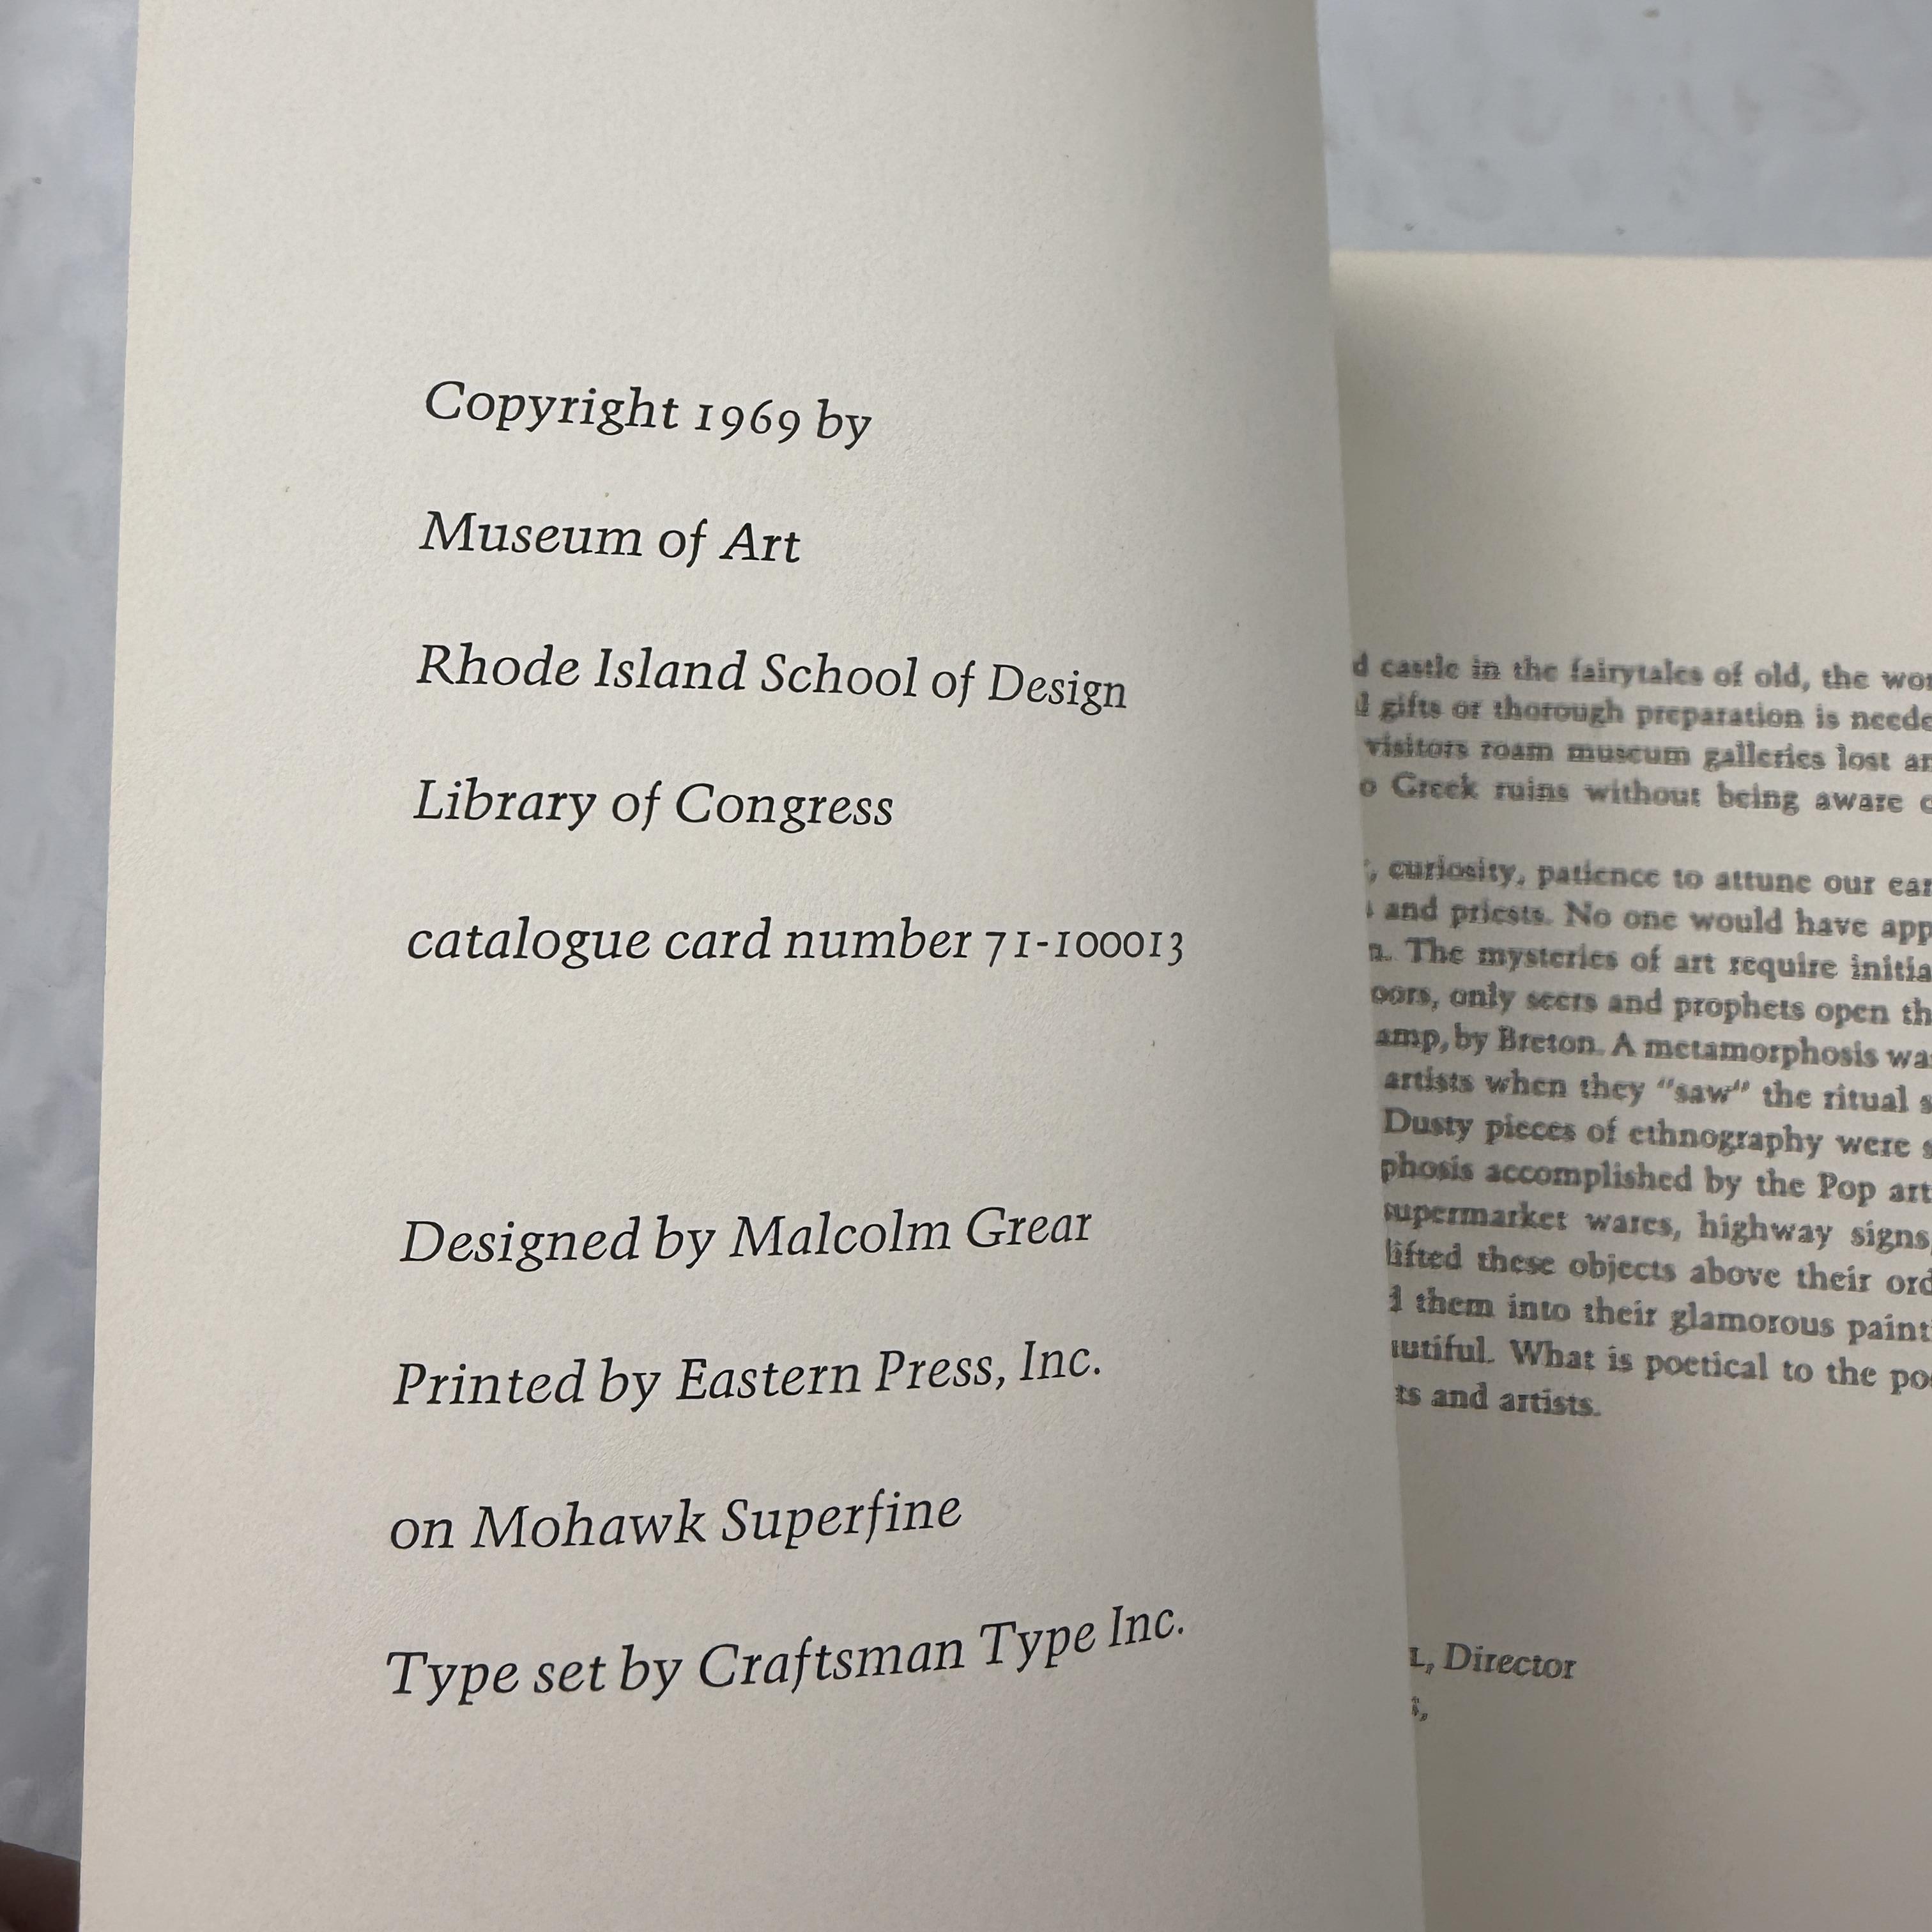 Copyright 1969 by
Museum of Art
Rhode Island School of Design
Library of Congress
catalogue card number 71-100013
Designed by Malcolm Grear
Printed by Eastern Press, Inc.
on Mohawk Superfine
Type set by Craftsman Type Inc.
castle in the fairytales of old, the
gifts or thorough preparation is
visitors roam museum galleries lost
Greek ruins without being aware
curiosity, patience to attune our
and priests. No one would have
The mysteries of art require
only seers and prophets open
by Breton. A metamorphosis
artists when they "saw" the ritual
Dusty pieces of ethnography were
accomplished by the Pop
supermarket wares, highway signs,
lifted these objects above their
them into their glamorous
What is poetical to the
and artists.
Director